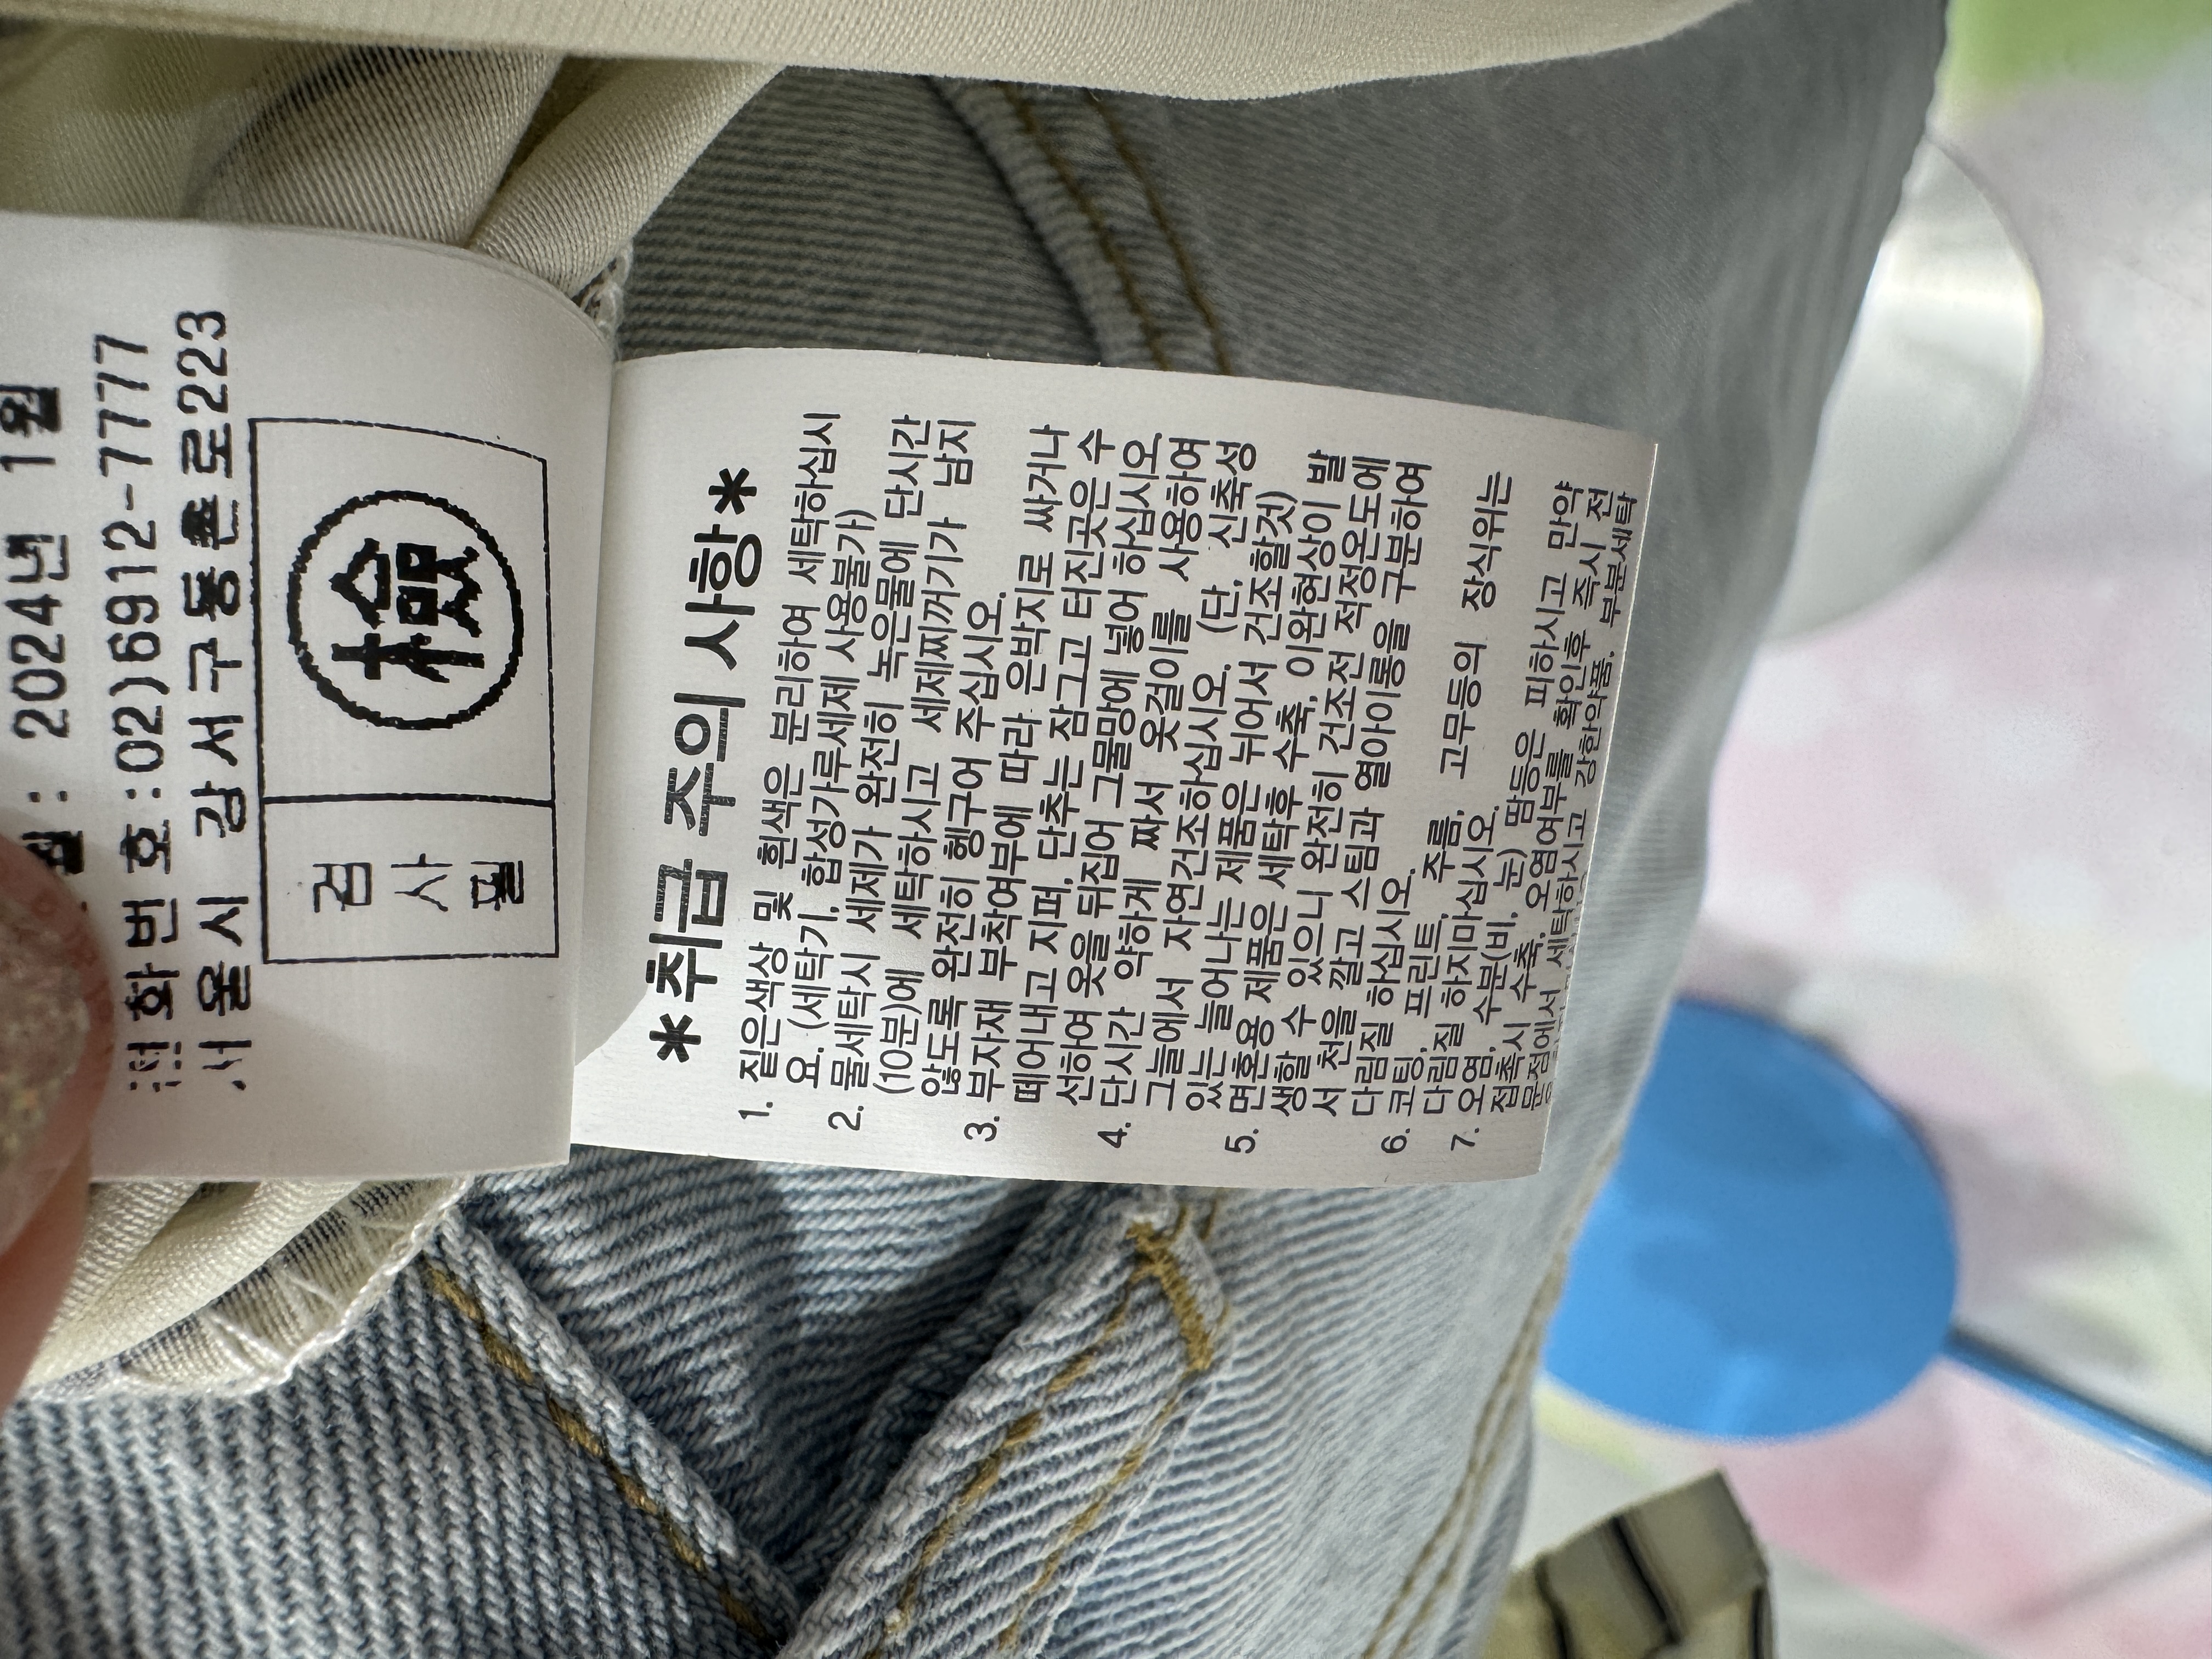 월: 2024년 1월
전화번호:02)6912-7777
서울시 강서구 등촌로223
검사필
檢
*취급 주의 사항*
1. 짙은색상 및 흰색은 분리하여 세탁하십시
요. (세탁기, 합성가루세제 사용불가)
2. 물세탁시 세제가 완전히 녹은물에 단시간
(10분)에 세탁하시고 세제찌꺼기가 남지
않도록 완전히 헹구어 주십시오.
3. 부자재 부착여부에 따라 은박지로 싸거나
떼어내고 지퍼, 단추는 잠그고 터진곳은 수
선하여 옷을 뒤집어 그물망에 넣어 하십시오
4. 단시간 약하게 짜서 옷걸이를 사용하여
그늘에서 자연건조하십시오. (단, 신축성
있는 늘어나는 제품은 뉘어서 건조할것)
5. 면혼용 제품은 세탁후 수축, 이완현상이 발
생할 수 있으니 완전히 건조전 적정온도에
서 천을 깔고 스팀과 열아이롱을 구분하여
다림질 하십시오.
6. 코팅, 프린트, 주름, 고무등의 장식위는
다림질 하지마십시오.
7. 오염, 수분(비, 눈) 땀등은 피하시고 만약
접촉시 수축, 오염여부를 확인후 즉시 전
문점에서 세탁하시고 강한약품, 부분세탁